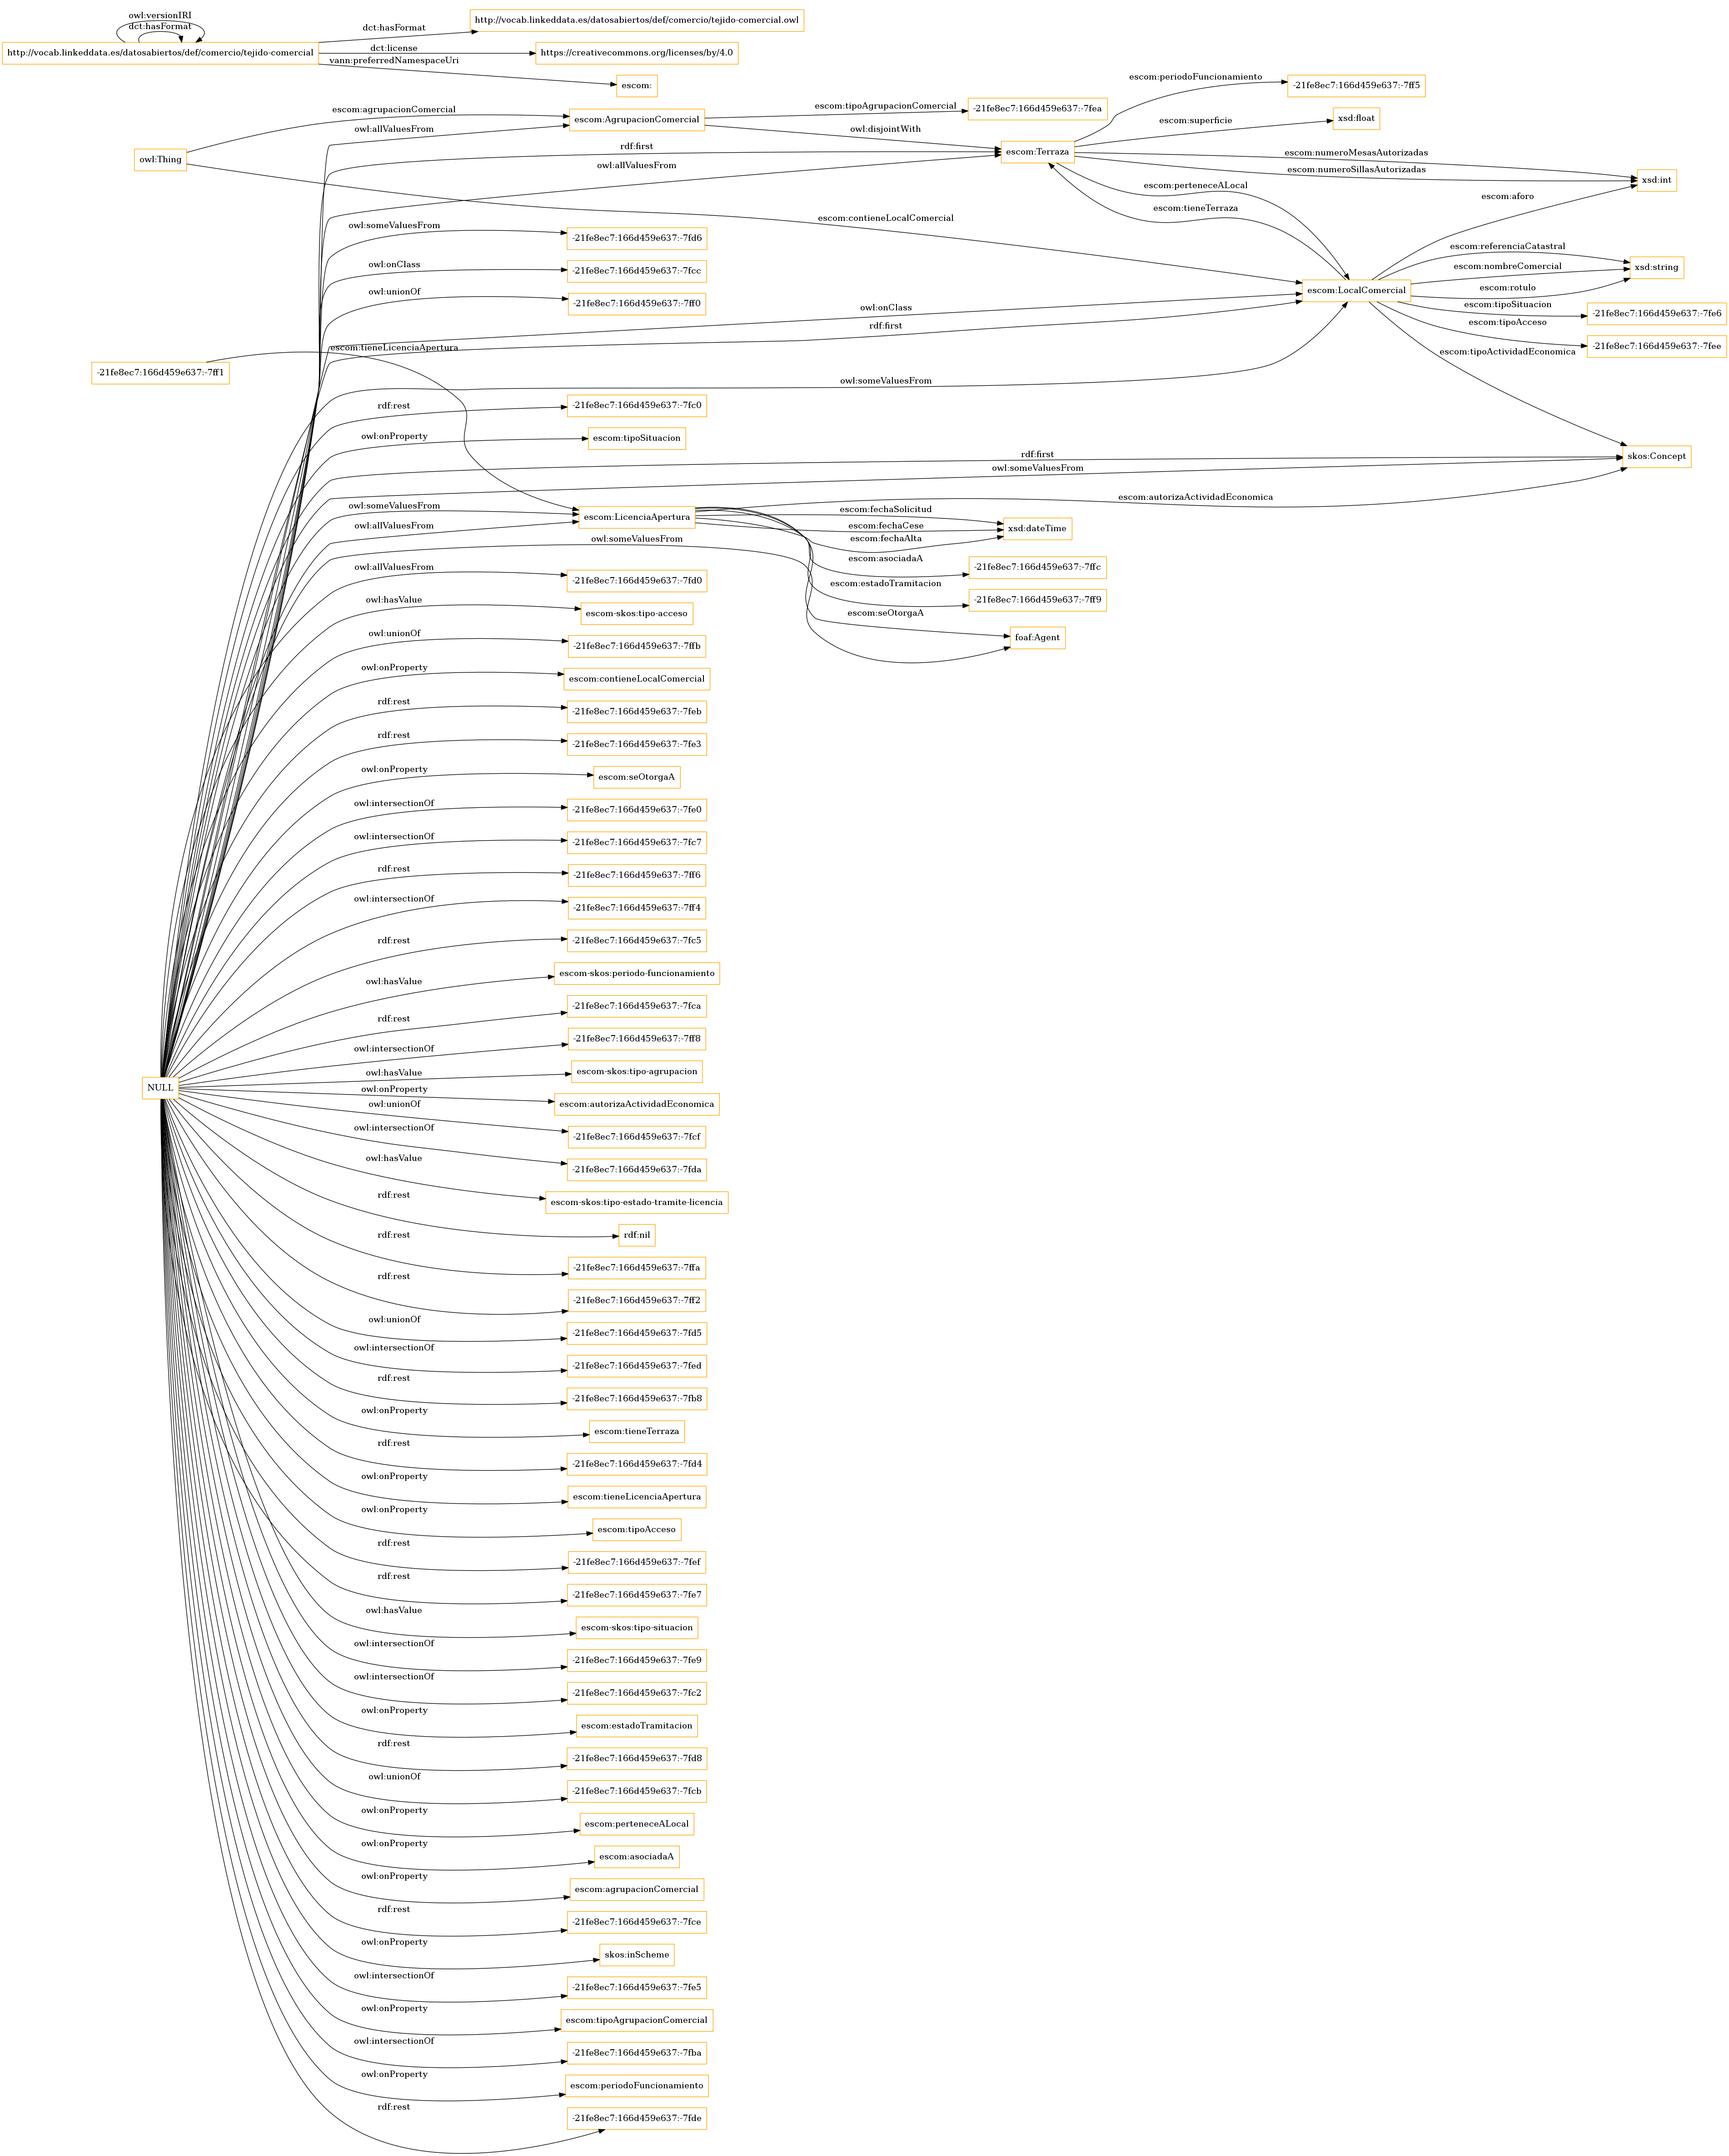 owl:versionIRI
dct:hasFormat
http://vocab.linkeddata.es/datosabiertos/def/comercio/tejido-comercial
dct:hasFormat
http://vocab.linkeddata.es/datosabiertos/def/comercio/tejido-comercial.owl
dct:license
https://creativecommons.org/licenses/by/4.0
vann:preferredNamespaceUri
escom:
owl:Thing
escom:agrupacionComercial
escom:AgrupacionComercial
owl:allValuesFrom
escom:tipoAgrupacionComercial
-21fe8ec7:166d459e637:-7fea
owl:disjointWith
escom:periodoFuncionamiento
-21fe8ec7:166d459e637:-7ff5
escom:superficie
xsd:float
rdf:first
escom:Terraza
owl:allValuesFrom
escom:numeroMesasAutorizadas
escom:numeroSillasAutorizadas
xsd:int
escom:perteneceALocal
escom:tieneTerraza
escom:aforo
escom:contieneLocalComercial
owl:someValuesFrom
-21fe8ec7:166d459e637:-7fd6
owl:onClass
-21fe8ec7:166d459e637:-7fcc
owl:unionOf
-21fe8ec7:166d459e637:-7ff0
escom:referenciaCatastral
escom:nombreComercial
xsd:string
escom:rotulo
escom:LocalComercial
escom:tipoSituacion
-21fe8ec7:166d459e637:-7fe6
escom:tipoAcceso
-21fe8ec7:166d459e637:-7fee
escom:tipoActividadEconomica
owl:onClass
rdf:first
escom:tieneLicenciaApertura
-21fe8ec7:166d459e637:-7ff1
owl:someValuesFrom
rdf:rest
-21fe8ec7:166d459e637:-7fc0
owl:onProperty
escom:tipoSituacion
rdf:first
skos:Concept
owl:someValuesFrom
owl:someValuesFrom
escom:LicenciaApertura
owl:allValuesFrom
escom:autorizaActividadEconomica
escom:fechaSolicitud
xsd:dateTime
escom:fechaCese
escom:fechaAlta
owl:someValuesFrom
escom:asociadaA
-21fe8ec7:166d459e637:-7ffc
escom:estadoTramitacion
-21fe8ec7:166d459e637:-7ff9
escom:seOtorgaA
foaf:Agent
owl:allValuesFrom
-21fe8ec7:166d459e637:-7fd0
owl:hasValue
escom-skos:tipo-acceso
owl:unionOf
-21fe8ec7:166d459e637:-7ffb
owl:onProperty
escom:contieneLocalComercial
rdf:rest
-21fe8ec7:166d459e637:-7feb
rdf:rest
-21fe8ec7:166d459e637:-7fe3
owl:onProperty
escom:seOtorgaA
owl:intersectionOf
-21fe8ec7:166d459e637:-7fe0
owl:intersectionOf
-21fe8ec7:166d459e637:-7fc7
rdf:rest
-21fe8ec7:166d459e637:-7ff6
owl:intersectionOf
-21fe8ec7:166d459e637:-7ff4
rdf:rest
-21fe8ec7:166d459e637:-7fc5
owl:hasValue
escom-skos:periodo-funcionamiento
rdf:rest
-21fe8ec7:166d459e637:-7fca
owl:intersectionOf
-21fe8ec7:166d459e637:-7ff8
owl:hasValue
escom-skos:tipo-agrupacion
NULL
owl:onProperty
escom:autorizaActividadEconomica
owl:unionOf
-21fe8ec7:166d459e637:-7fcf
owl:intersectionOf
-21fe8ec7:166d459e637:-7fda
owl:hasValue
escom-skos:tipo-estado-tramite-licencia
rdf:rest
rdf:nil
rdf:rest
-21fe8ec7:166d459e637:-7ffa
rdf:rest
-21fe8ec7:166d459e637:-7ff2
owl:unionOf
-21fe8ec7:166d459e637:-7fd5
owl:intersectionOf
-21fe8ec7:166d459e637:-7fed
rdf:rest
-21fe8ec7:166d459e637:-7fb8
owl:onProperty
escom:tieneTerraza
rdf:rest
-21fe8ec7:166d459e637:-7fd4
owl:onProperty
escom:tieneLicenciaApertura
owl:onProperty
escom:tipoAcceso
rdf:rest
-21fe8ec7:166d459e637:-7fef
rdf:rest
-21fe8ec7:166d459e637:-7fe7
owl:hasValue
escom-skos:tipo-situacion
owl:intersectionOf
-21fe8ec7:166d459e637:-7fe9
owl:intersectionOf
-21fe8ec7:166d459e637:-7fc2
owl:onProperty
escom:estadoTramitacion
rdf:rest
-21fe8ec7:166d459e637:-7fd8
owl:unionOf
-21fe8ec7:166d459e637:-7fcb
owl:onProperty
escom:perteneceALocal
owl:onProperty
escom:asociadaA
owl:onProperty
escom:agrupacionComercial
rdf:rest
-21fe8ec7:166d459e637:-7fce
owl:onProperty
skos:inScheme
owl:intersectionOf
-21fe8ec7:166d459e637:-7fe5
owl:onProperty
escom:tipoAgrupacionComercial
owl:intersectionOf
-21fe8ec7:166d459e637:-7fba
owl:onProperty
escom:periodoFuncionamiento
rdf:rest
-21fe8ec7:166d459e637:-7fde